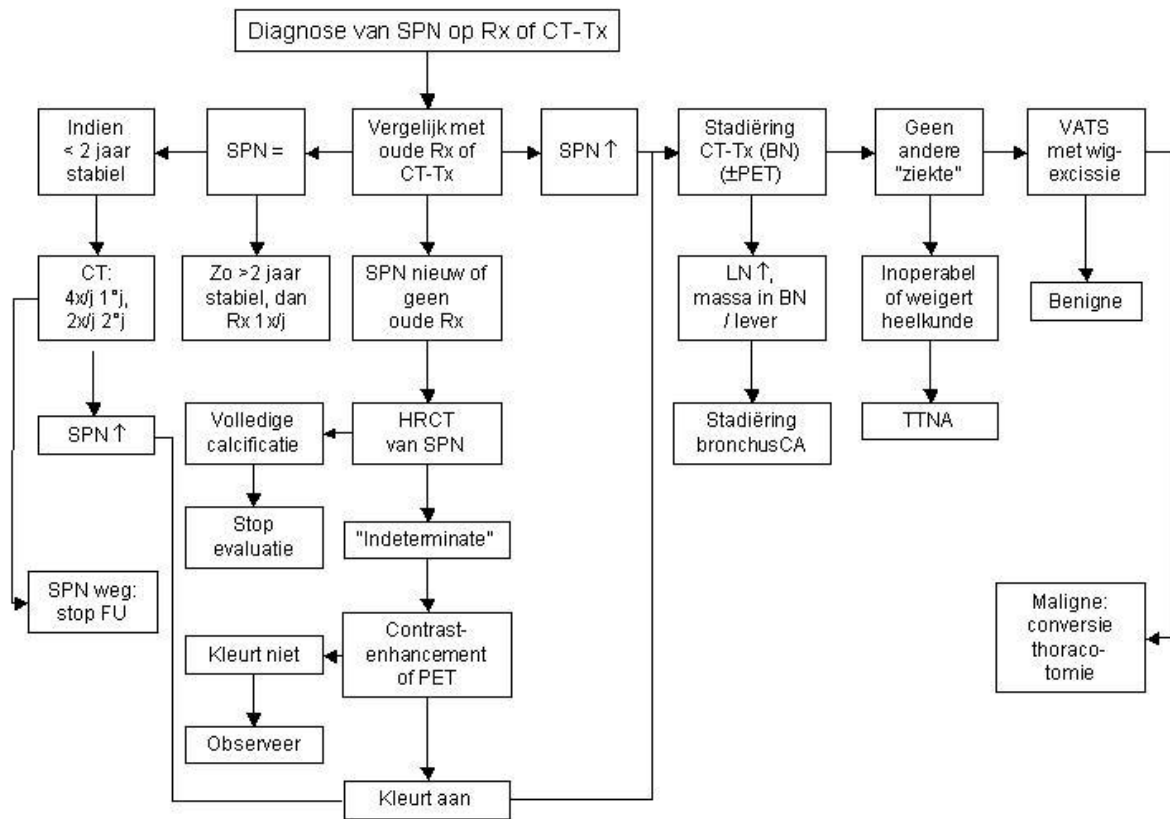 Diagnose van SPN op Rx of CT-Tx
Indien
< 2 jaar
stabiel
SPN =
Vergelijk met
oude Rx of
CT-Tx
SPN ↑
Stadiëring
CT-Tx (BN)
(±PET)
Geen
andere
"ziekte"
VATS
met wig-
excissie
CT:
4x/j 1°j,
2x/j 2°j
Zo >2 jaar
stabiel, dan
Rx 1x/j
SPN nieuw of
geen
oude Rx
LN ↑,
massa in BN
/ lever
Inoperabel
of weigert
heelkunde
Benigne
SPN ↑
Volledige
calcificatie
HRCT
van SPN
Stadiëring
bronchusCA
TTNA
Stop
evaluatie
"Indeterminate"
SPN weg:
stop FU
Kleurt niet
Contrast-
enhancement
of PET
Maligne:
conversie
thoraco-
tomie
Observeer
Kleurt aan